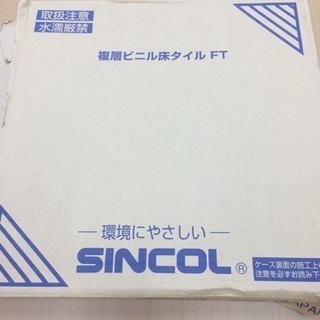 取扱注意
水濡厳禁
複層ビニル床タイル FT
環境にやさしい
SINCOL®
ケース裏面の施工上の
注意を必ずお読み下